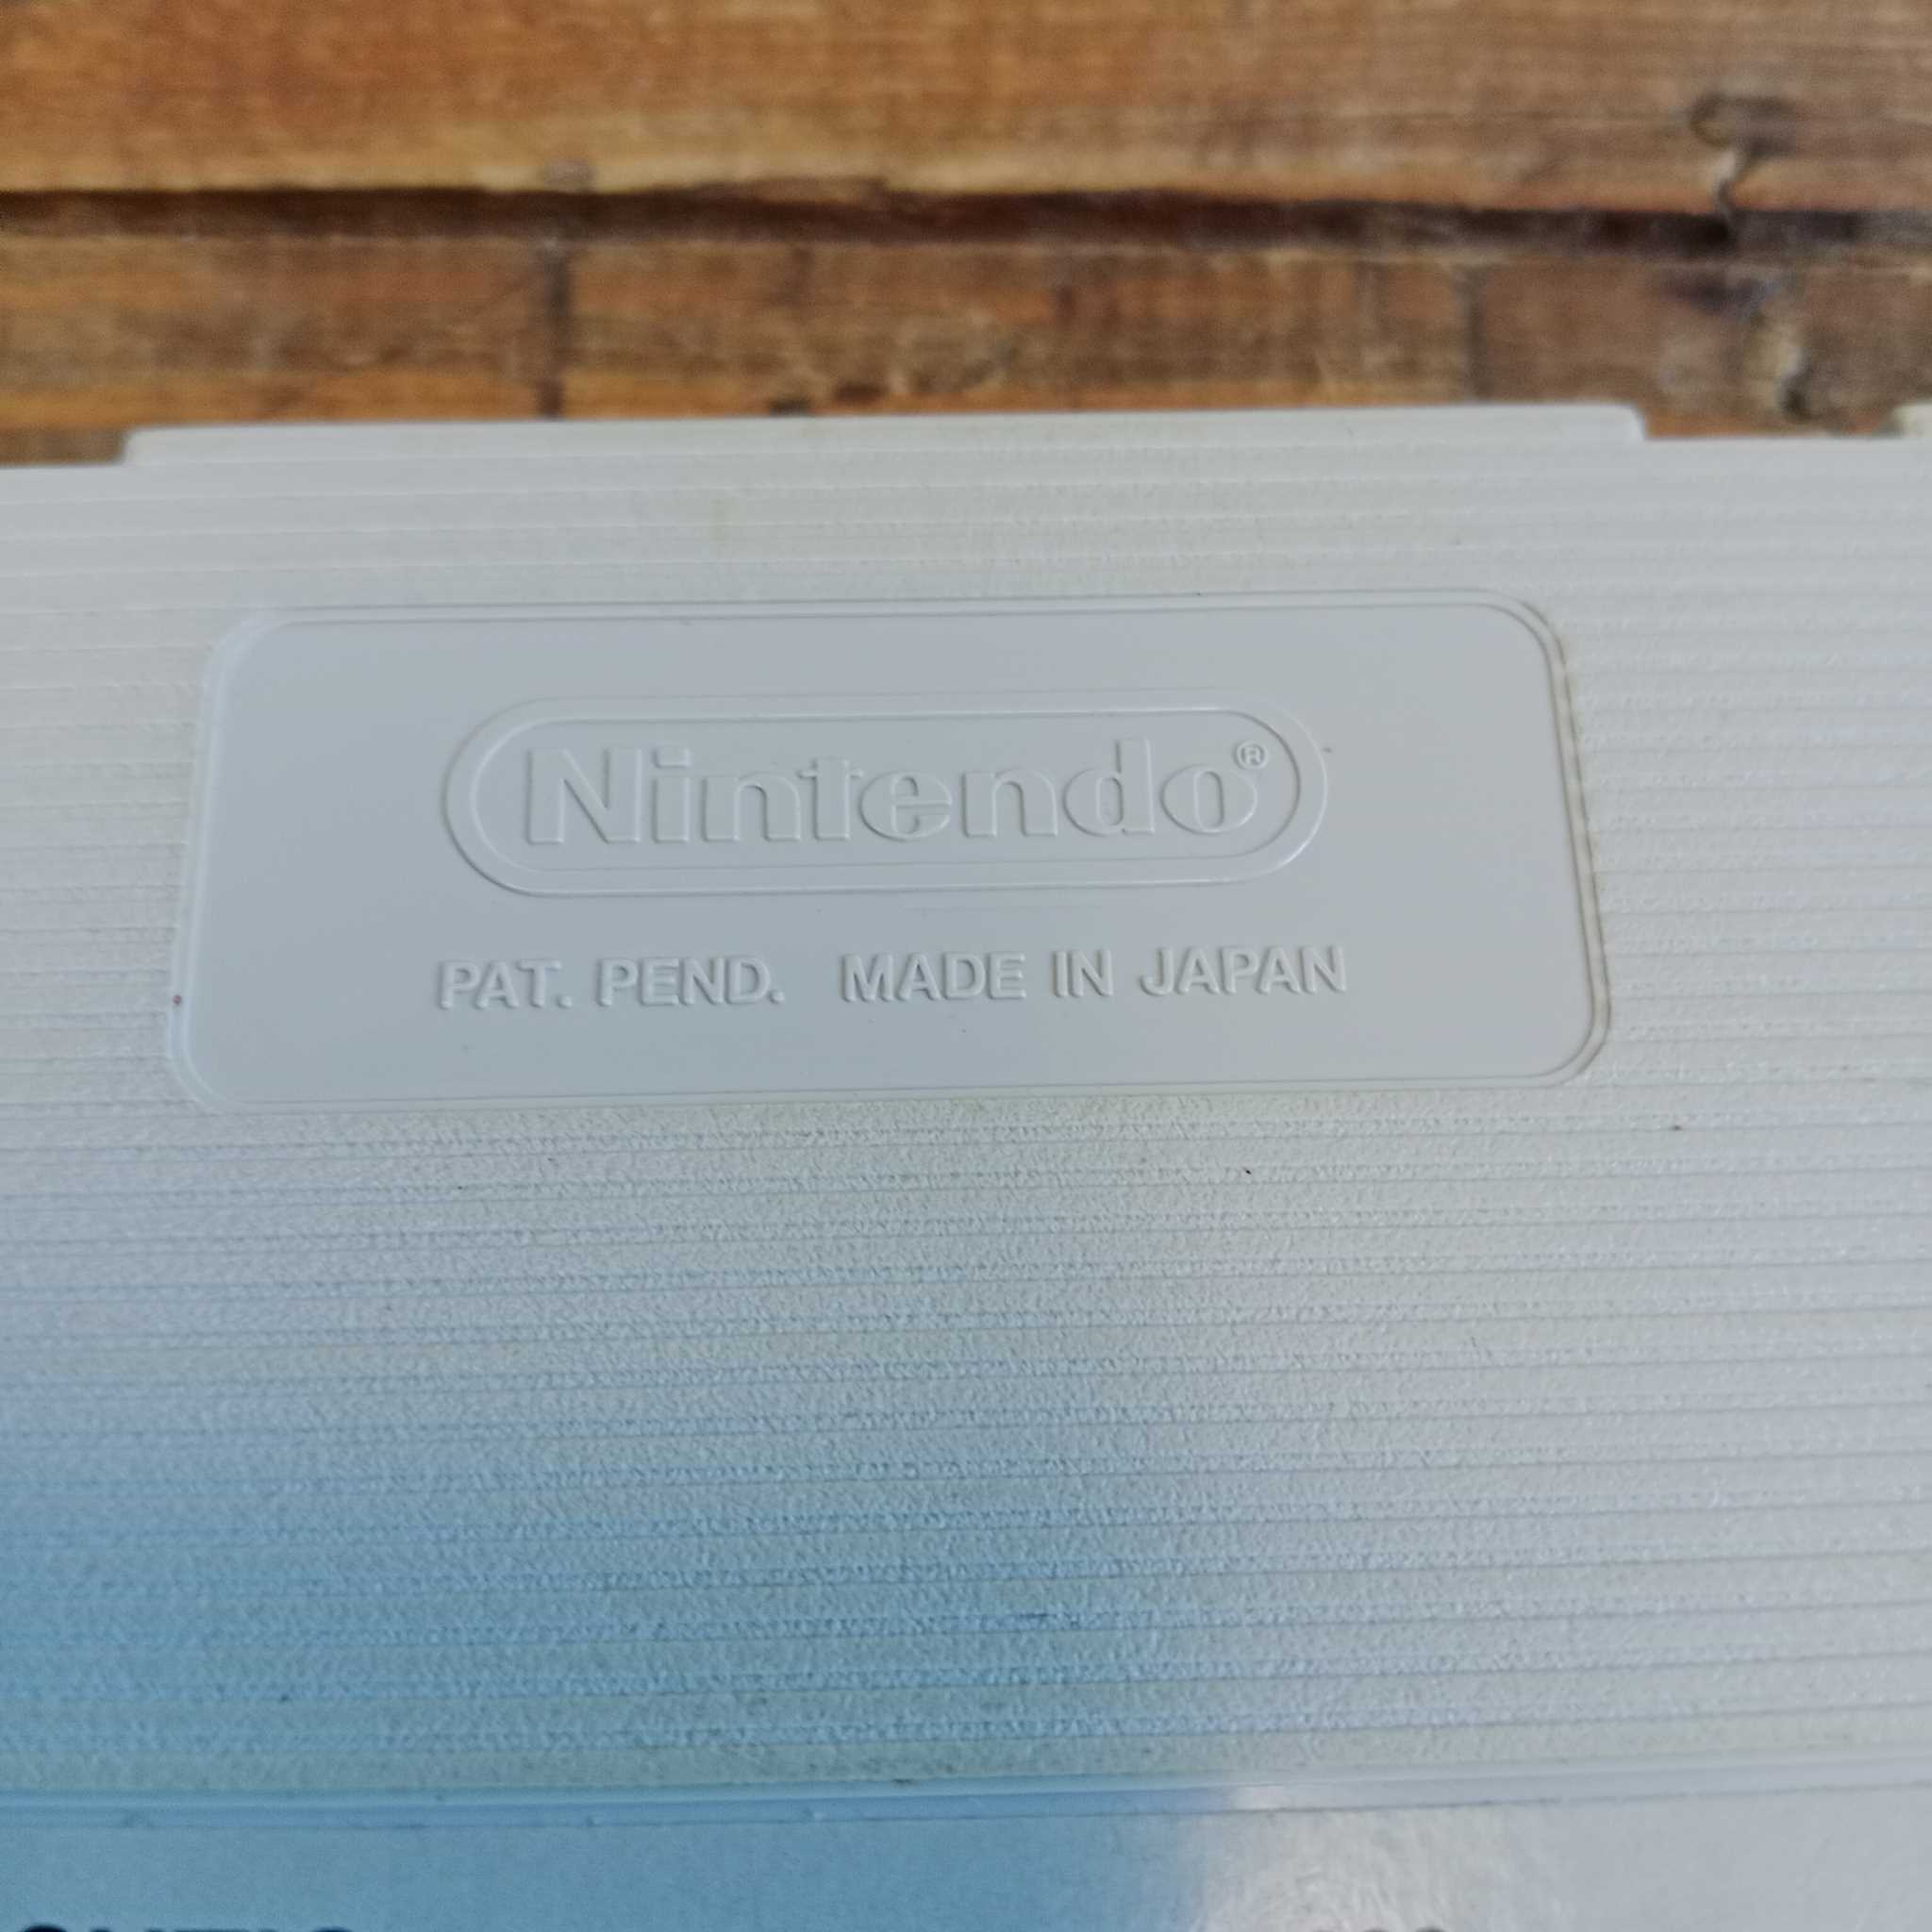 Nintendo®
PAT. PEND. MADE IN JAPAN